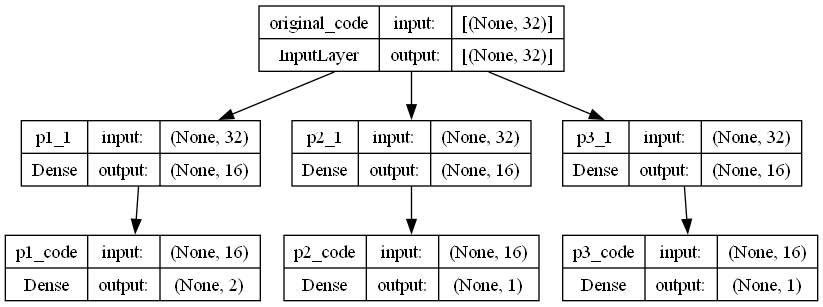 original_code input: [(None, 32)]
InputLayer output: [(None, 32)]
p1_1 input: (None, 32)
Dense output: (None, 16)
p2_1 input: (None, 32)
Dense output: (None, 16)
p3_1 input: (None, 32)
Dense output: (None, 16)
p1_code input: (None, 16)
Dense output: (None, 2)
p2_code input: (None, 16)
Dense output: (None, 1)
p3_code input: (None, 16)
Dense output: (None, 1)